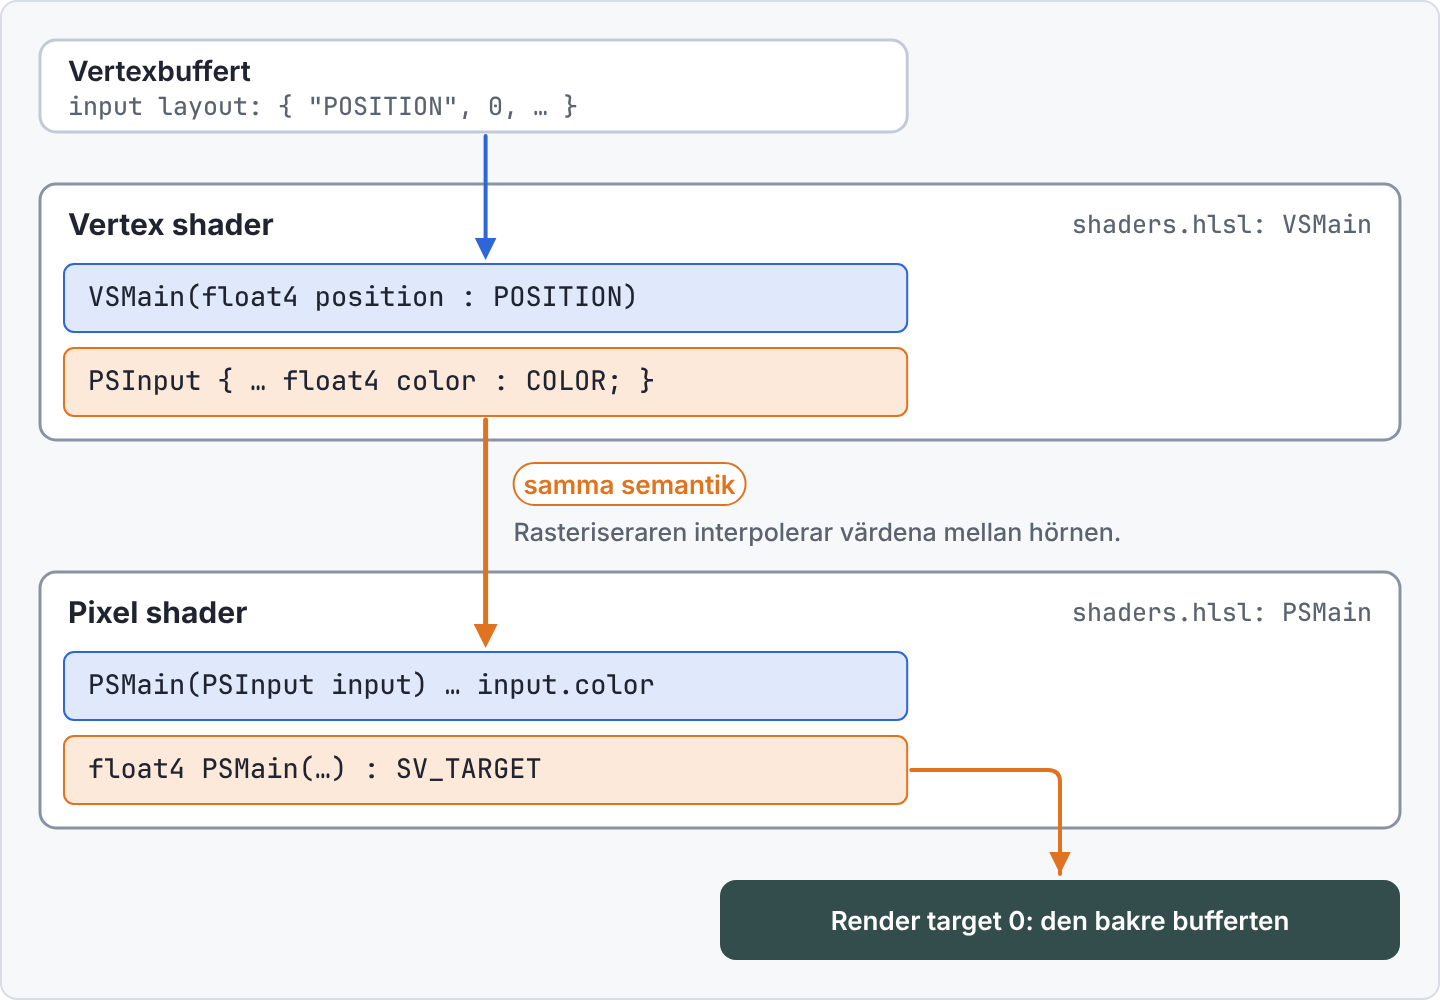 Vertexbuffert
input layout: { "POSITION", 0, … }
Vertex shader
shaders.hlsl: VSMain
VSMain(float4 position : POSITION)
PSInput { … float4 color : COLOR; }
samma semantik
Rasteriseraren interpolerar värdena mellan hörnen.
Pixel shader
shaders.hlsl: PSMain
PSMain(PSInput input) … input.color
float4 PSMain(…) : SV_TARGET
Render target 0: den bakre bufferten